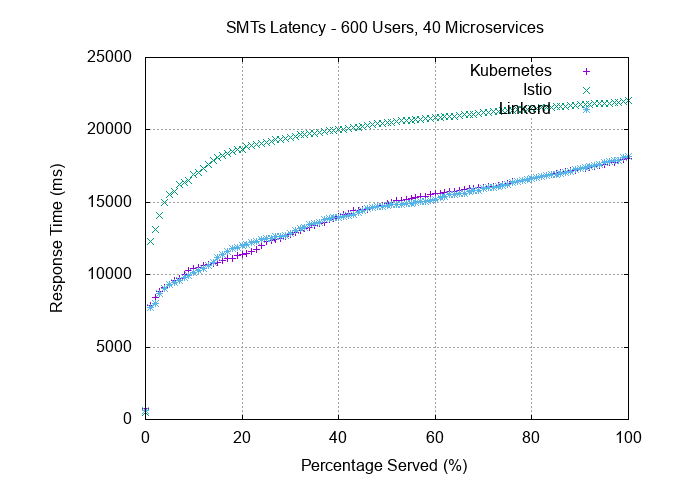 SMTs Latency - 600 Users, 40 Microservices
25000
20000
15000
10000
5000
0
Response Time (ms)
Kubernetes
Istio
Linkerd
0 20 40 60 80 100
Percentage Served (%)